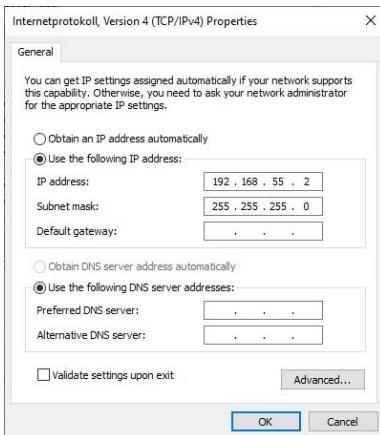 Internetprotokoll, Version 4 (TCP/IPv4) Properties
General
You can get IP settings assigned automatically if your network supports
this capability. Otherwise, you need to ask your network administrator
for the appropriate IP settings.
Obtain an IP address automatically
Use the following IP address:
IP address: 192 . 168 . 55 . 2
Subnet mask: 255 . 255 . 255 . 0
Default gateway: . . .
Obtain DNS server address automatically
Use the following DNS server addresses:
Preferred DNS server: . . .
Alternative DNS server: . . .
Validate settings upon exit
Advanced...
OK Cancel